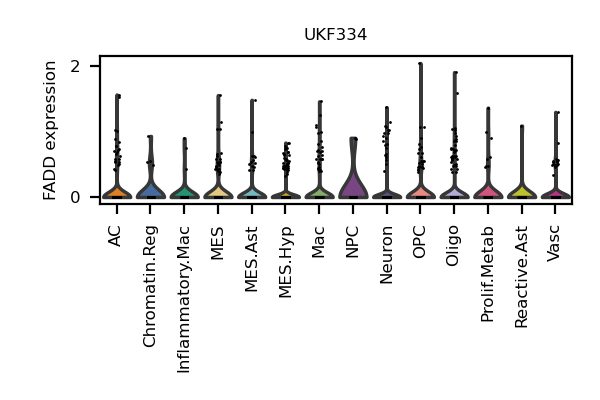 UKF334
FADD expression
2
0
AC
Chromatin.Reg
Inflammatory.Mac
MES
MES.Ast
MES.Hyp
Mac
NPC
Neuron
OPC
Oligo
Prolif.Metab
Reactive.Ast
Vasc